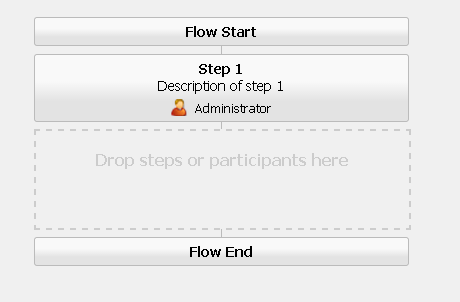 Flow Start
Step 1
Description of step 1
Administrator
Drop steps or participants here
Flow End